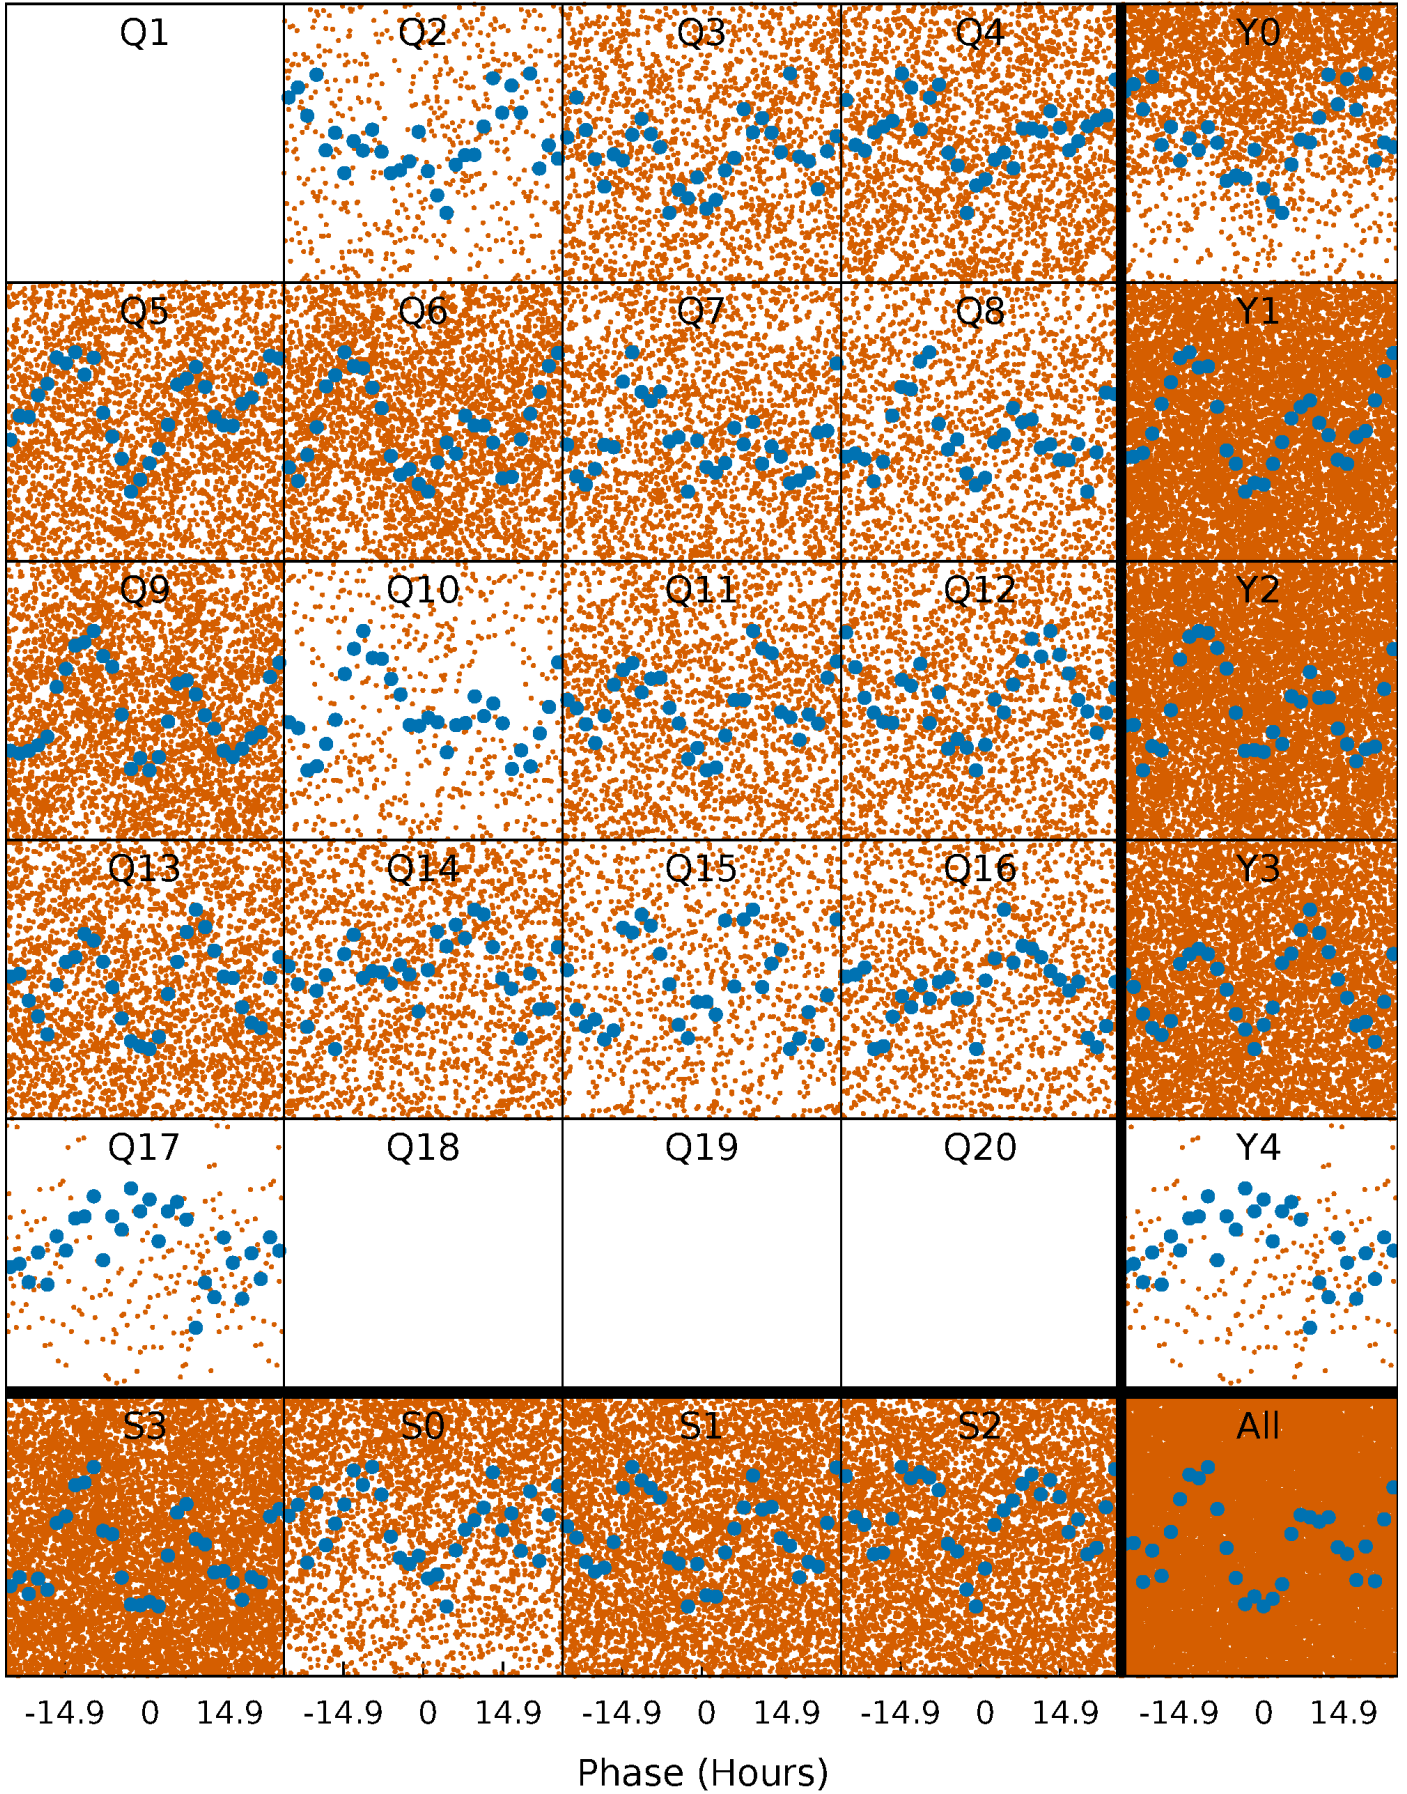 Q1 Q2 Q3 Q4 Y0
Q5 Q6 Q7 Q8 Y1
Q9 Q10 Q11 Q12 Y2
Q13 Q14 Q15 Q16 Y3
Q17 Q18 Q19 Q20 Y4
S3 S0 S1 S2 All
-14.9 0 14.9 -14.9 0 14.9 -14.9 0 14.9 -14.9 0 14.9 -14.9 0 14.9
Phase (Hours)